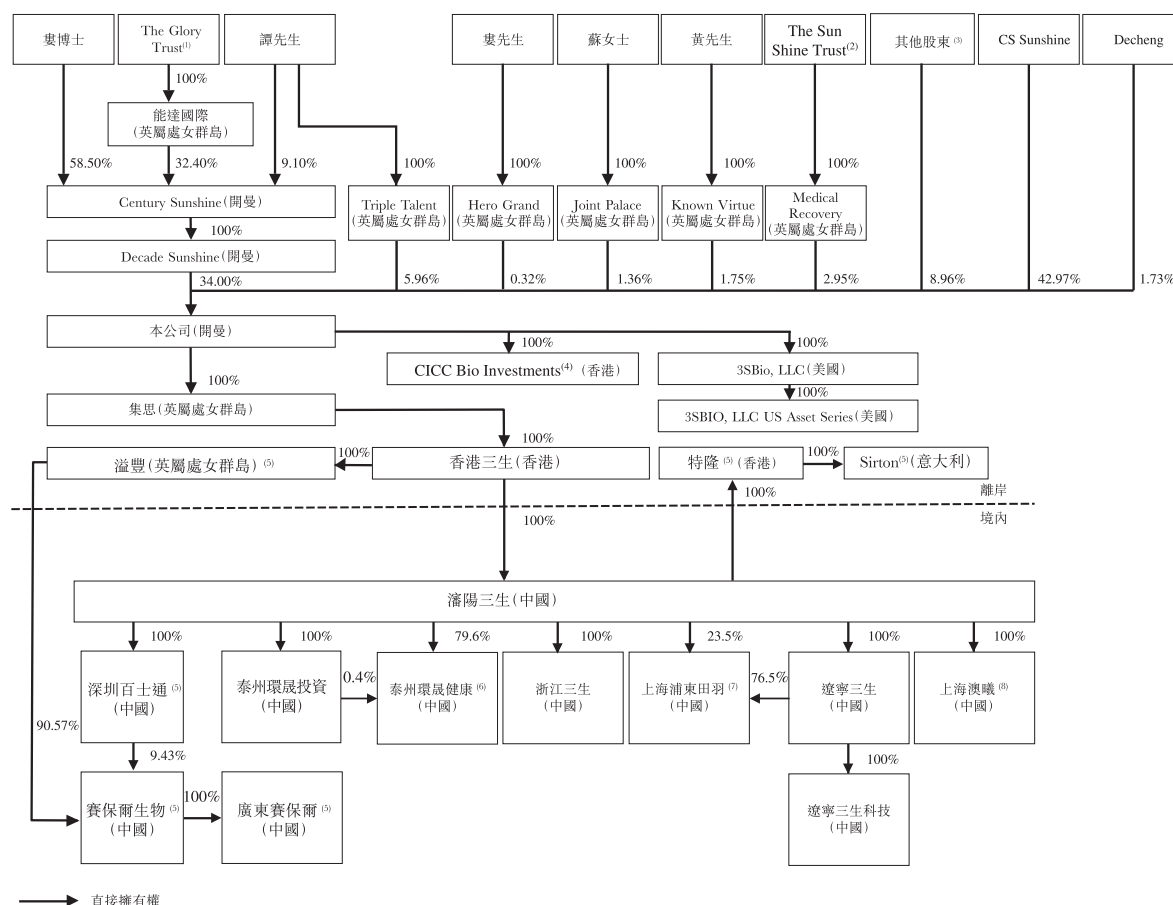 婁博士
The Glory
Trust(1)
譚先生
婁先生
蘇女士
黃先生
The Sun
Shine Trust(2)
其他股東(3)
CS Sunshine
Decheng
100%
能達國際
(英屬處女群島)
58.50%
32.40%
9.10%
100%
100%
100%
100%
100%
Century Sunshine(開曼)
Triple Talent
(英屬處女群島)
Hero Grand
(英屬處女群島)
Joint Palace
(英屬處女群島)
Known Virtue
(英屬處女群島)
Medical
Recovery
(英屬處女群島)
100%
Decade Sunshine(開曼)
34.00%
5.96%
0.32%
1.36%
1.75%
2.95%
8.96%
42.97%
1.73%
本公司(開曼)
100%
100%
CICC Bio Investments(4) (香港)
3SBio, LLC(美國)
100%
100%
集思(英屬處女群島)
3SBIO, LLC US Asset Series(美國)
100%
溢豐(英屬處女群島)(5)
100%
香港三生(香港)
特隆(5)(香港)
100%
Sirton(5)(意大利)
100%
離岸
境內
100%
瀋陽三生(中國)
100%
100%
79.6%
100%
23.5%
100%
100%
深圳百士通(5)
(中國)
泰州環晟投資
(中國)
0.4%
泰州環晟健康(6)
(中國)
浙江三生
(中國)
上海浦東田羽(7)
(中國)
76.5%
遼寧三生
(中國)
上海澳曦(8)
(中國)
90.57%
9.43%
100%
賽保爾生物(5)
(中國)
100%
廣東賽保爾(5)
(中國)
遼寧三生科技
(中國)
直接擁有權